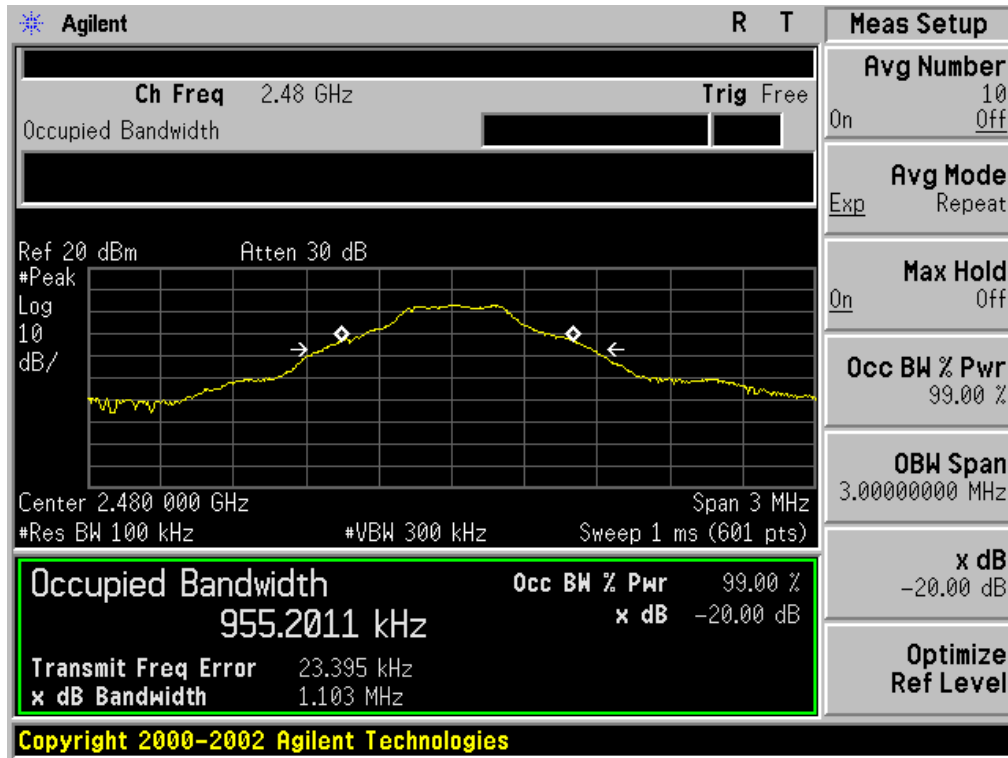 Agilent R T
Ch Freq 2.48 GHz Trig Free
Occupied Bandwidth
Ref 20 dBm Atten 30 dB
#Peak
Log
10
dB/
Center 2.480 000 GHz Span 3 MHz
#Res BW 100 kHz #VBW 300 kHz Sweep 1 ms (601 pts)
Occupied Bandwidth Occ BW % Pwr 99.00 %
955.2011 kHz x dB -20.00 dB
Transmit Freq Error 23.395 kHz
x dB Bandwidth 1.103 MHz
Copyright 2000-2002 Agilent Technologies
Meas Setup
Avg Number
10
On Off
Avg Mode
Exp Repeat
Max Hold
On Off
Occ BW % Pwr
99.00 %
OBW Span
3.00000000 MHz
x dB
-20.00 dB
Optimize
Ref Level